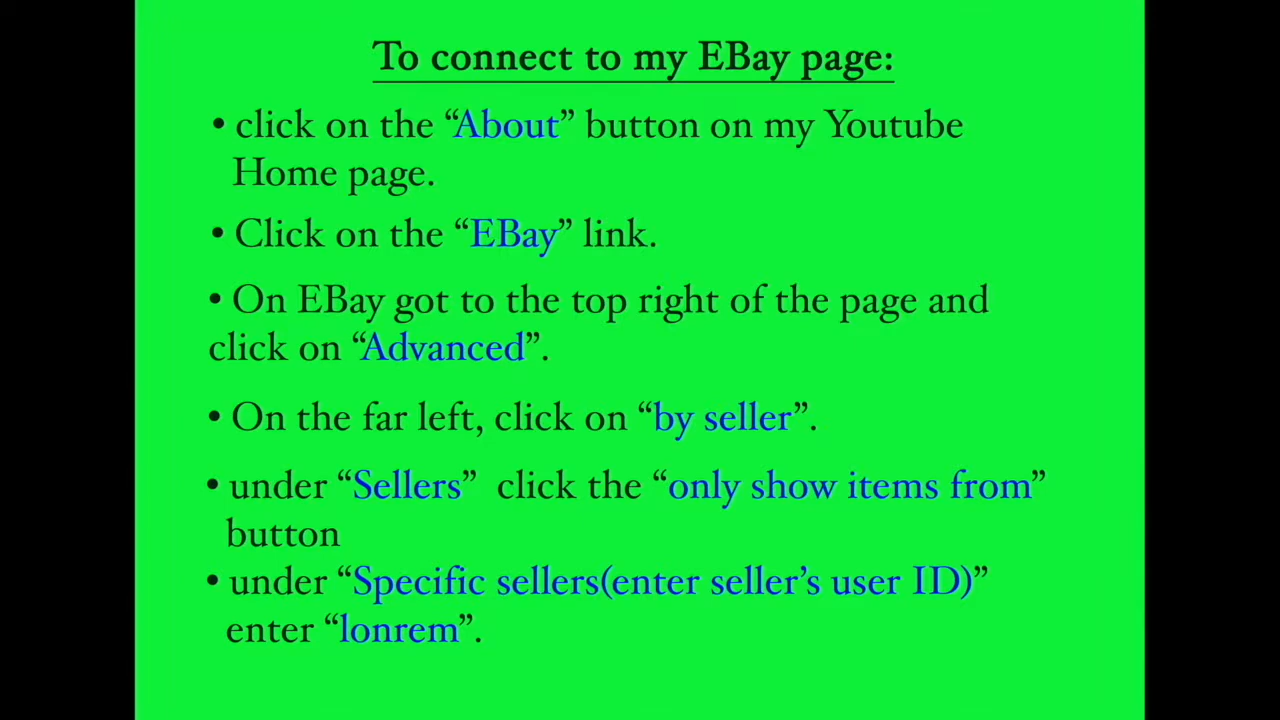 To connect to my EBay page:
• click on the “About” button on my Youtube
Home page.
• Click on the “EBay” link.
• On EBay got to the top right of the page and
click on “Advanced”.
• On the far left, click on “by seller”.
• under “Sellers”  click the “only show items from”
button
• under “Specific sellers(enter seller’s user ID)”
enter “lonrem”.